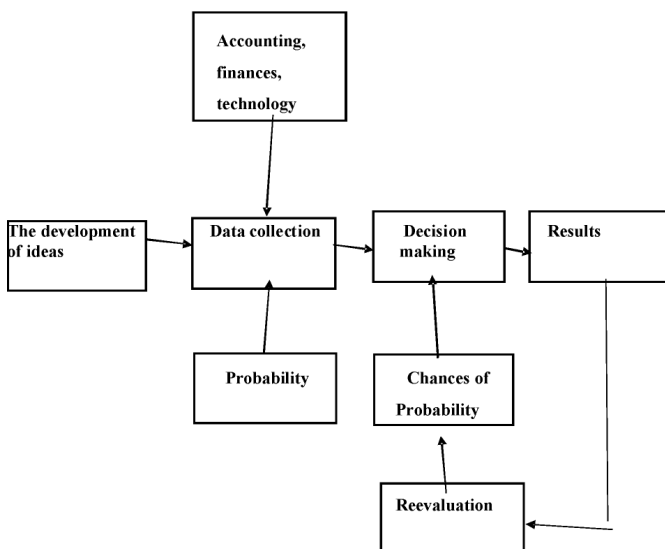 Accounting,
finances,
technology
The development
of ideas
Data collection
Decision
making
Results
Probability
Chances of
Probability
Reevaluation